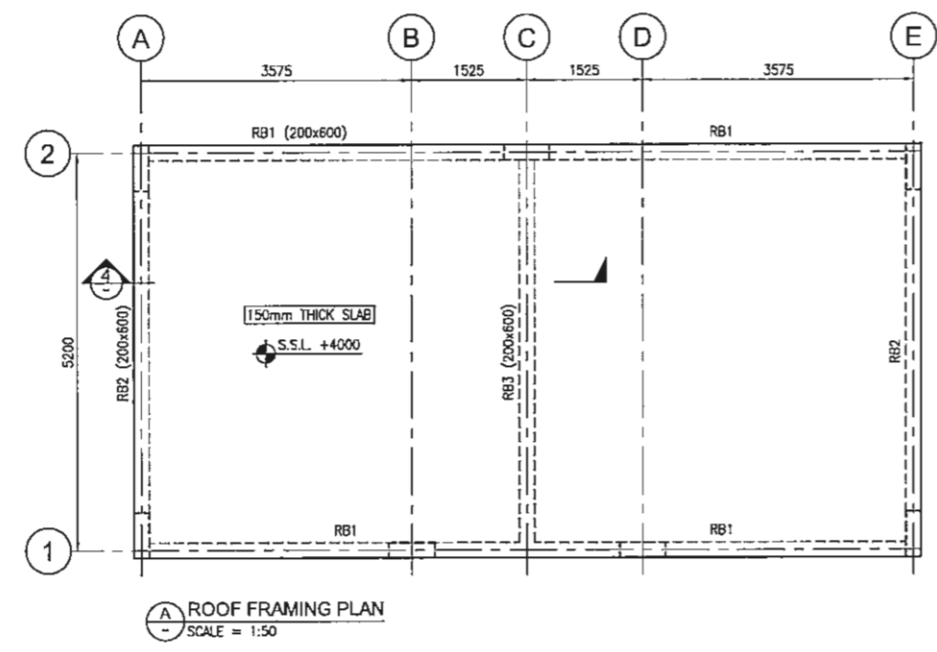 A B C D E
3575 1525 1525 3575
RB1 (200x600) RB1
2
4
-
150mm THICK SLAB
S.S.L. +4000
5200
RB2 (200x600)
RB3 (200x600)
RB2
RB1 RB1
1
A ROOF FRAMING PLAN
- SCALE = 1:50